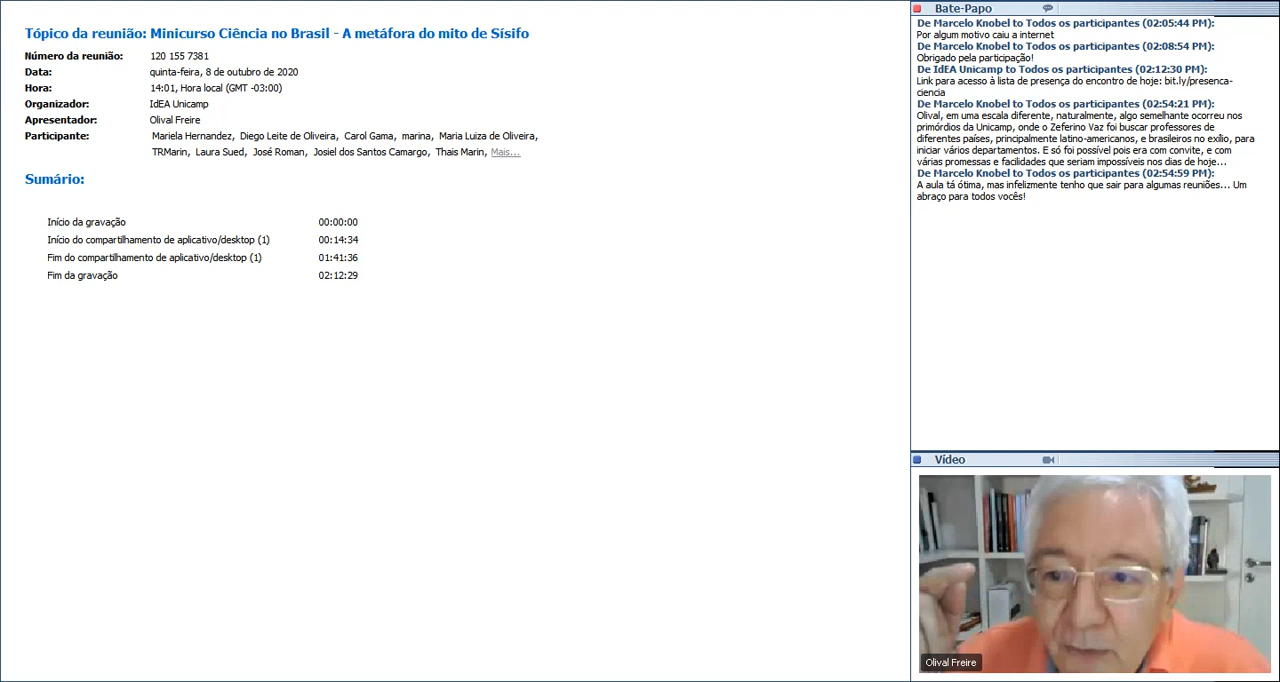 Tópico da reunião: Minicurso Ciência no Brasil - A metáfora do mito de Sísifo
Número da reunião: 120 155 7381
Data: quinta-feira, 8 de outubro de 2020
Hora: 14:01, Hora local (GMT -03:00)
Organizador: IdEA Unicamp
Apresentador: Olival Freire
Participante: Mariela Hernandez, Diego Leite de Oliveira, Carol Gama, marina, Maria Luiza de Oliveira,
TRMarin, Laura Sued, José Roman, Josiel dos Santos Camargo, Thais Marin, Mais...
Sumário:
Início da gravação 00:00:00
Início do compartilhamento de aplicativo/desktop (1) 00:14:34
Fim do compartilhamento de aplicativo/desktop (1) 01:41:36
Fim da gravação 02:12:29
Bate-Papo
De Marcelo Knobel to Todos os participantes (02:05:44 PM):
Por algum motivo caiu a internet
De Marcelo Knobel to Todos os participantes (02:08:54 PM):
Obrigado pela participação!
De IdEA Unicamp to Todos os participantes (02:12:30 PM):
Link para acesso à lista de presença do encontro de hoje: bit.ly/presenca-
ciencia
De Marcelo Knobel to Todos os participantes (02:54:21 PM):
Olival, em uma escala diferente, naturalmente, algo semelhante ocorreu nos
primórdios da Unicamp, onde o Zeferino Vaz foi buscar professores de
diferentes países, principalmente latino-americanos, e brasileiros no exílio, para
iniciar vários departamentos. E só foi possível pois era com convite, e com
várias promessas e facilidades que seriam impossíveis nos dias de hoje...
De Marcelo Knobel to Todos os participantes (02:54:59 PM):
A aula tá ótima, mas infelizmente tenho que sair para algumas reuniões... Um
abraço para todos vocês!
Vídeo
Olival Freire